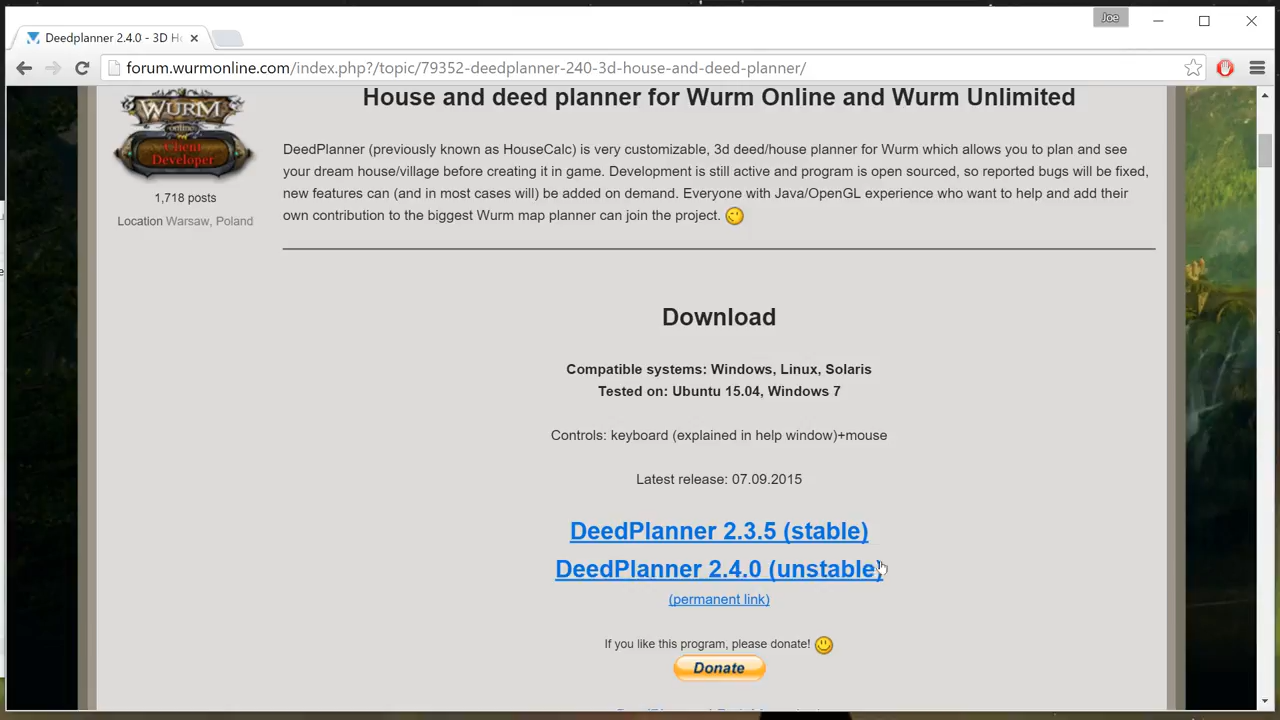 Joe
Deedplanner 2.4.0 - 3D Ho
forum.wurmonline.com/index.php?/topic/79352-deedplanner-240-3d-house-and-deed-planner/
WURM
online
Client
Developer
1,718 posts
Location Warsaw, Poland
House and deed planner for Wurm Online and Wurm Unlimited
DeedPlanner (previously known as HouseCalc) is very customizable, 3d deed/house planner for Wurm which allows you to plan and see
your dream house/village before creating it in game. Development is still active and program is open sourced, so reported bugs will be fixed,
new features can (and in most cases will) be added on demand. Everyone with Java/OpenGL experience who want to help and add their
own contribution to the biggest Wurm map planner can join the project.
Download
Compatible systems: Windows, Linux, Solaris
Tested on: Ubuntu 15.04, Windows 7
Controls: keyboard (explained in help window)+mouse
Latest release: 07.09.2015
DeedPlanner 2.3.5 (stable)
DeedPlanner 2.4.0 (unstable)
(permanent link)
If you like this program, please donate!
Donate